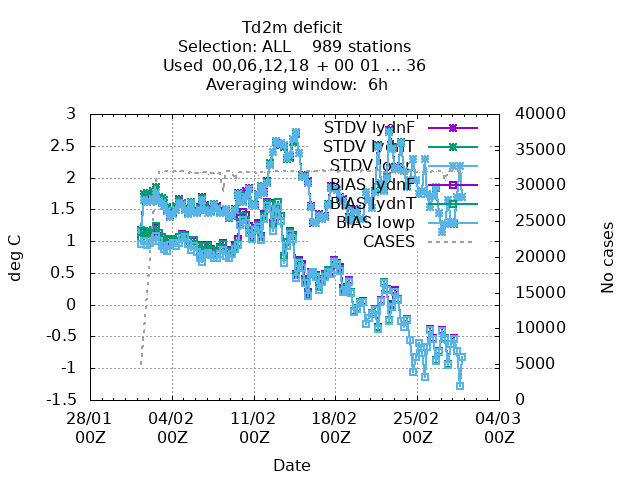 Td2m deficit
Selection: ALL 989 stations
Used 00,06,12,18 + 00 01 ... 36
Averaging window: 6h
3
2.5
2
1.5
1
0.5
0
-0.5
-1
-1.5
deg C
40000
35000
30000
25000
20000
15000
10000
5000
0
No cases
STDV lydnF
STDV lydnT
STDV lowp
BIAS lydnF
BIAS lydnT
BIAS lowp
CASES
28/01 04/02 11/02 18/02 25/02 04/03
00Z 00Z 00Z 00Z 00Z 00Z
Date